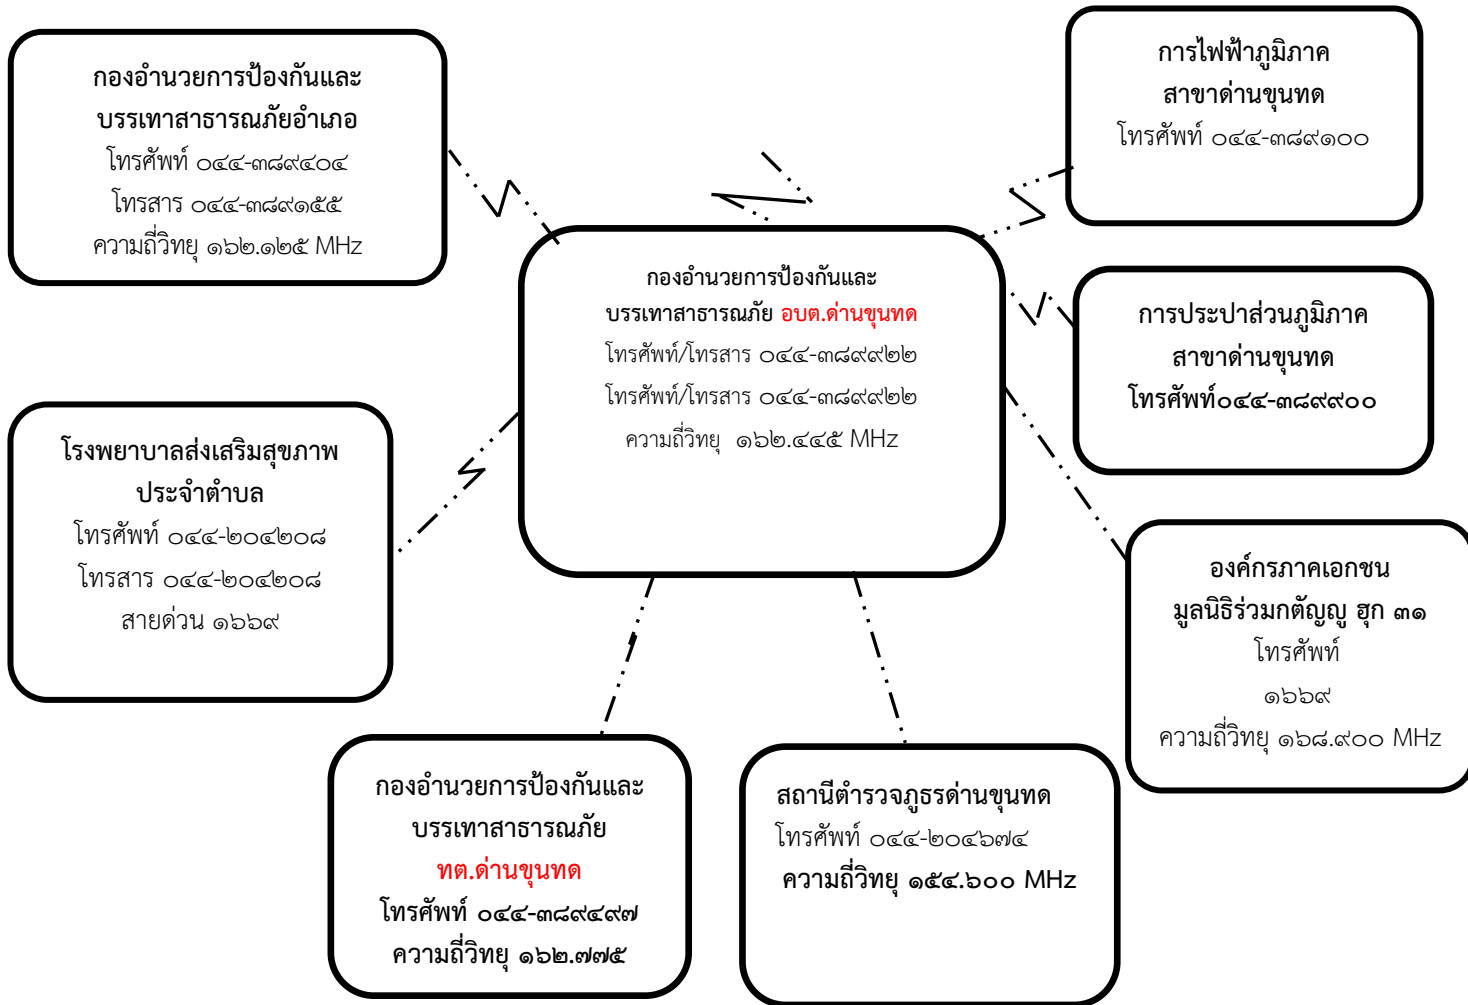 กองอำนวยการป้องกันและ
บรรเทาสาธารณภัยอำเภอ
โทรศัพท์ ๐๔๔-๓๘๙๔๐๔
โทรสาร ๐๔๔-๓๘๙๑๕๕
ความถี่วิทยุ ๑๖๒.๑๒๕ MHz
การไฟฟ้าภูมิภาค
สาขาด่านขุนทด
โทรศัพท์ ๐๔๔-๓๘๙๑๐๐
กองอำนวยการป้องกันและ
บรรเทาสาธารณภัย อบต.ด่านขุนทด
โทรศัพท์/โทรสาร ๐๔๔-๓๘๙๙๒๒
โทรศัพท์/โทรสาร ๐๔๔-๓๘๙๙๒๒
ความถี่วิทยุ ๑๖๒.๔๔๕ MHz
การประปาส่วนภูมิภาค
สาขาด่านขุนทด
โทรศัพท์๐๔๔-๓๘๙๙๐๐
โรงพยาบาลส่งเสริมสุขภาพ
ประจำตำบล
โทรศัพท์ ๐๔๔-๒๐๔๒๐๘
โทรสาร ๐๔๔-๒๐๔๒๐๘
สายด่วน ๑๖๖๙
องค์กรภาคเอกชน
มูลนิธิร่วมกตัญญู ฮุก ๓๑
โทรศัพท์
๑๖๖๙
ความถี่วิทยุ ๑๖๘.๙๐๐ MHz
กองอำนวยการป้องกันและ
บรรเทาสาธารณภัย
ทต.ด่านขุนทด
โทรศัพท์ ๐๔๔-๓๘๙๔๙๗
ความถี่วิทยุ ๑๖๒.๗๗๕
สถานีตำรวจภูธรด่านขุนทด
โทรศัพท์ ๐๔๔-๒๐๔๖๗๔
ความถี่วิทยุ ๑๕๔.๖๐๐ MHz